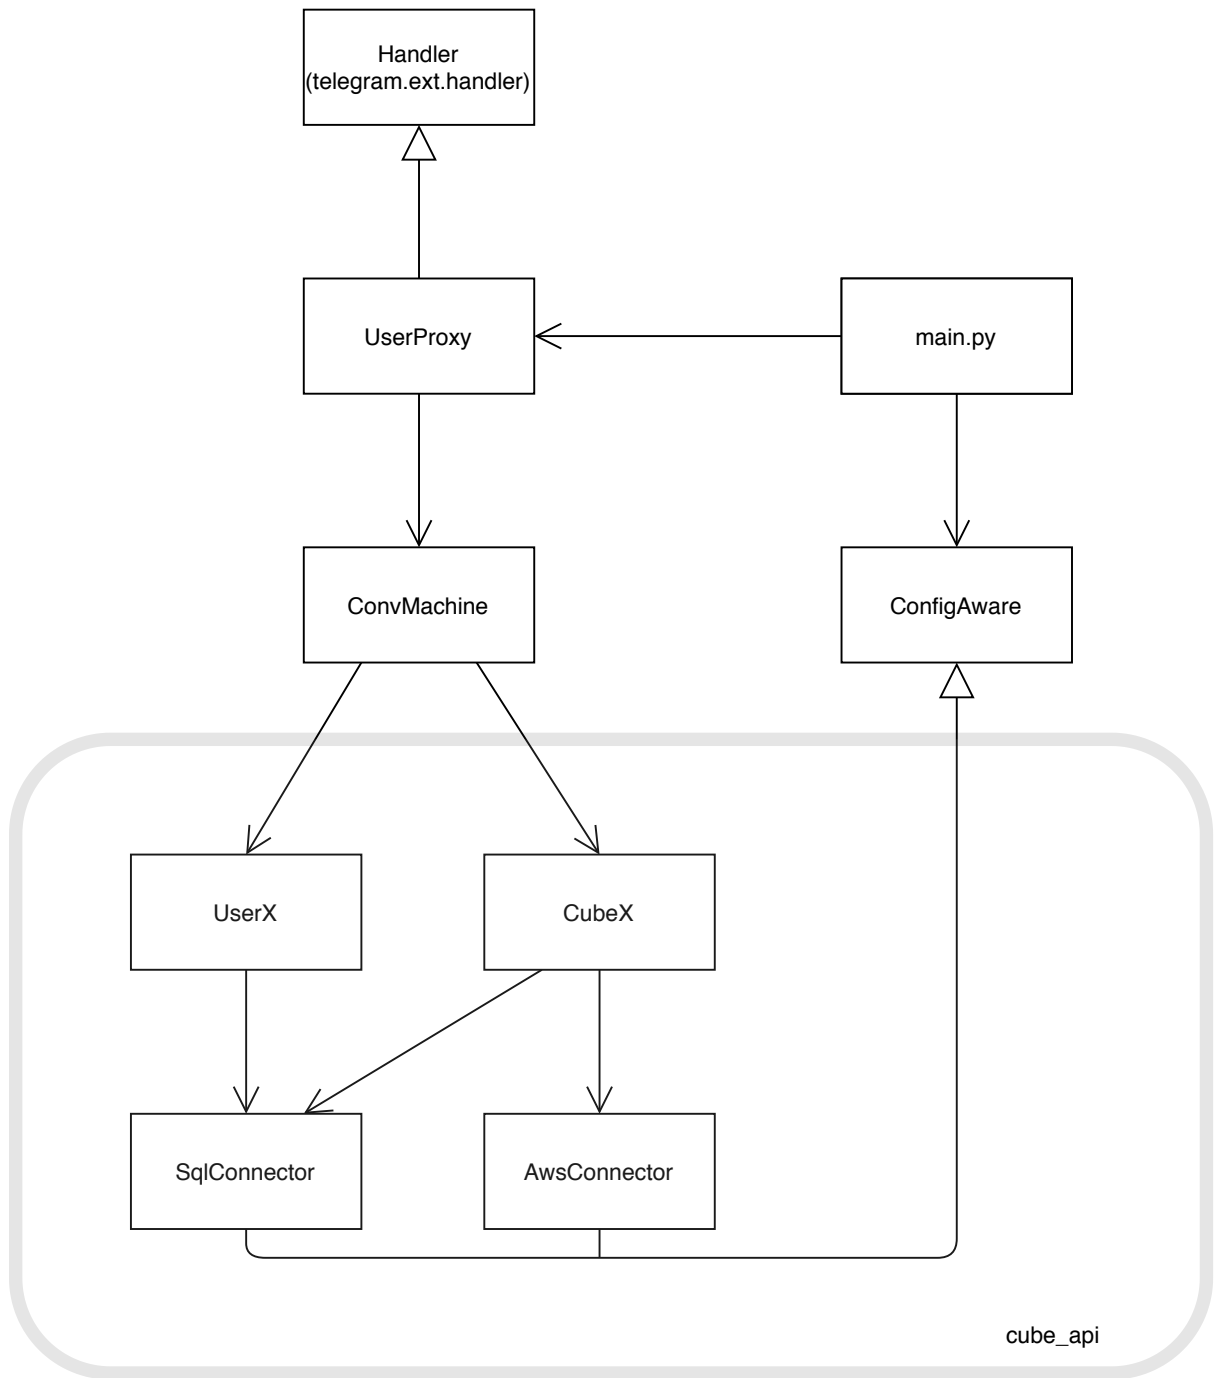 Handler
(telegram.ext.handler)
UserProxy
main.py
ConvMachine
ConfigAware
UserX
CubeX
SqlConnector
AwsConnector
cube_api